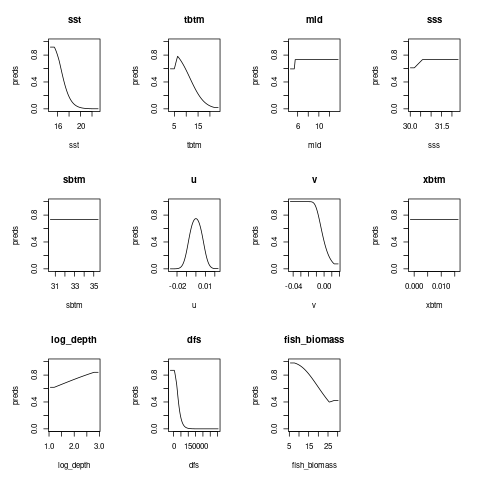 sst tbtm mld sss
preds 0.0 0.4 0.8 preds 0.0 0.4 0.8 preds 0.0 0.4 0.8 preds 0.0 0.4 0.8
16 20 5 15 6 10 30.0 31.5
sst tbtm mld sss
sbtm u v xbtm
preds 0.0 0.4 0.8 preds 0.0 0.4 0.8 preds 0.0 0.4 0.8 preds 0.0 0.4 0.8
31 33 35 -0.02 0.01 -0.04 0.00 0.000 0.010
sbtm u v xbtm
log_depth dfs fish_biomass
preds 0.0 0.4 0.8 preds 0.0 0.4 0.8 preds 0.0 0.4 0.8
1.0 2.0 3.0 0 150000 5 15 25
log_depth dfs fish_biomass